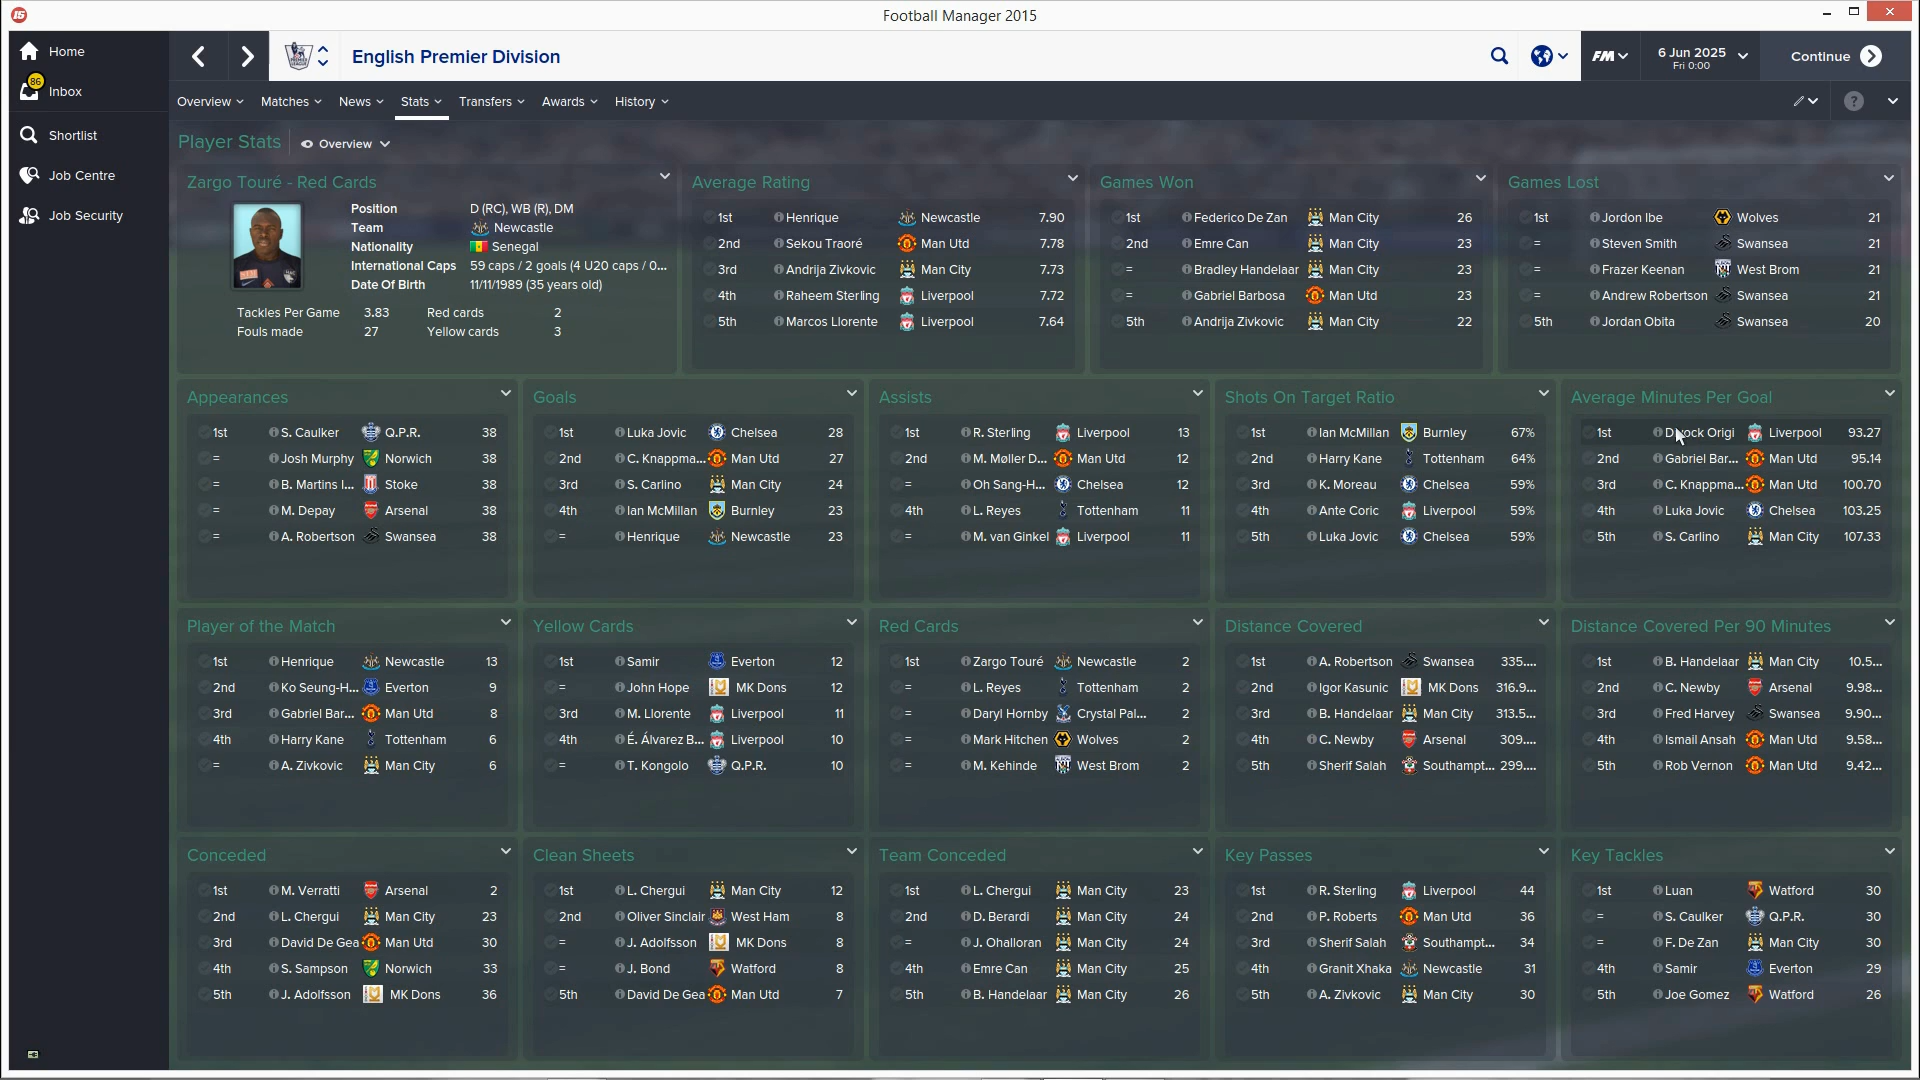 Football Manager 2015
Home
86
Inbox
Shortlist
Job Centre
Job Security
English Premier Division
FM
6 Jun 2025
Fri 0:00
Continue
Overview Matches News Stats Transfers Awards History
?
Player Stats Overview
Zargo Touré - Red Cards
Position D (RC), WB (R), DM
Team Newcastle
Nationality Senegal
International Caps 59 caps / 2 goals (4 U20 caps / 0...
Date Of Birth 11/11/1989 (35 years old)
Tackles Per Game 3.83 Red cards 2
Fouls made 27 Yellow cards 3
Average Rating
1st Henrique Newcastle 7.90
2nd Sekou Traoré Man Utd 7.78
3rd Andrija Zivkovic Man City 7.73
4th Raheem Sterling Liverpool 7.72
5th Marcos Llorente Liverpool 7.64
Games Won
1st Federico De Zan Man City 26
2nd Emre Can Man City 23
= Bradley Handelaar Man City 23
= Gabriel Barbosa Man Utd 23
5th Andrija Zivkovic Man City 22
Games Lost
1st Jordon Ibe Wolves 21
= Steven Smith Swansea 21
= Frazer Keenan West Brom 21
= Andrew Robertson Swansea 21
5th Jordan Obita Swansea 20
Appearances
1st S. Caulker Q.P.R. 38
= Josh Murphy Norwich 38
= B. Martins I... Stoke 38
= M. Depay Arsenal 38
= A. Robertson Swansea 38
Goals
1st Luka Jovic Chelsea 28
2nd C. Knappma... Man Utd 27
3rd S. Carlino Man City 24
4th Ian McMillan Burnley 23
= Henrique Newcastle 23
Assists
1st R. Sterling Liverpool 13
2nd M. Møller D... Man Utd 12
= Oh Sang-H... Chelsea 12
4th L. Reyes Tottenham 11
= M. van Ginkel Liverpool 11
Shots On Target Ratio
1st Ian McMillan Burnley 67%
2nd Harry Kane Tottenham 64%
3rd K. Moreau Chelsea 59%
4th Ante Coric Liverpool 59%
5th Luka Jovic Chelsea 59%
Average Minutes Per Goal
1st Origi Liverpool 93.27
2nd Gabriel Bar... Man Utd 95.14
3rd C. Knappma... Man Utd 100.70
4th Luka Jovic Chelsea 103.25
5th S. Carlino Man City 107.33
Player of the Match
1st Henrique Newcastle 13
2nd Ko Seung-H... Everton 9
3rd Gabriel Bar... Man Utd 8
4th Harry Kane Tottenham 6
= A. Zivkovic Man City 6
Yellow Cards
1st Samir Everton 12
= John Hope MK Dons 12
3rd M. Llorente Liverpool 11
4th É. Álvarez B... Liverpool 10
= T. Kongolo Q.P.R. 10
Red Cards
1st Zargo Touré Newcastle 2
= L. Reyes Tottenham 2
= Daryl Hornby Crystal Pal... 2
= Mark Hitchen Wolves 2
= M. Kehinde West Brom 2
Distance Covered
1st A. Robertson Swansea 335....
2nd Igor Kasunic MK Dons 316.9...
3rd B. Handelaar Man City 313.5...
4th C. Newby Arsenal 309....
5th Sherif Salah Southampt... 299....
Distance Covered Per 90 Minutes
1st B. Handelaar Man City 10.5...
2nd C. Newby Arsenal 9.98...
3rd Fred Harvey Swansea 9.90...
4th Ismail Ansah Man Utd 9.58...
5th Rob Vernon Man Utd 9.42...
Conceded
1st M. Verratti Arsenal 2
2nd L. Chergui Man City 23
3rd David De Gea Man Utd 30
4th S. Sampson Norwich 33
5th J. Adolfsson MK Dons 36
Clean Sheets
1st L. Chergui Man City 12
2nd Oliver Sinclair West Ham 8
= J. Adolfsson MK Dons 8
= J. Bond Watford 8
5th David De Gea Man Utd 7
Team Conceded
1st L. Chergui Man City 23
2nd D. Berardi Man City 24
= J. Ohalloran Man City 24
4th Emre Can Man City 25
5th B. Handelaar Man City 26
Key Passes
1st R. Sterling Liverpool 44
2nd P. Roberts Man Utd 36
3rd Sherif Salah Southampt... 34
4th Granit Xhaka Newcastle 31
5th A. Zivkovic Man City 30
Key Tackles
1st Luan Watford 30
= S. Caulker Q.P.R. 30
= F. De Zan Man City 30
4th Samir Everton 29
5th Joe Gomez Watford 26